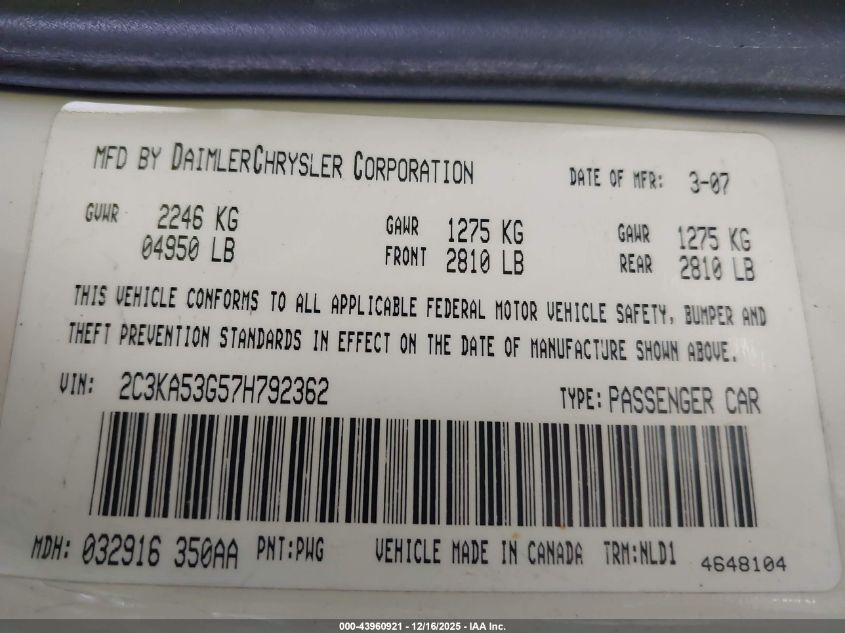 MFD BY DAIMLERCHRYSLER CORPORATION DATE OF MFR: 3-07
GVWR 2246 KG GAWR 1275 KG GAWR 1275 KG
04950 LB FRONT 2810 LB REAR 2810 LB
THIS VEHICLE CONFORMS TO ALL APPLICABLE FEDERAL MOTOR VEHICLE SAFETY, BUMPER AND
THEFT PREVENTION STANDARDS IN EFFECT ON THE DATE OF MANUFACTURE SHOWN ABOVE.
VIN: 2C3KA53G57H792362 TYPE: PASSENGER CAR
MDH: 032916 350AA PNT:PWG VEHICLE MADE IN CANADA TRM:NLD1 4648104
000-43960921 - 12/16/2025 - IAA Inc.